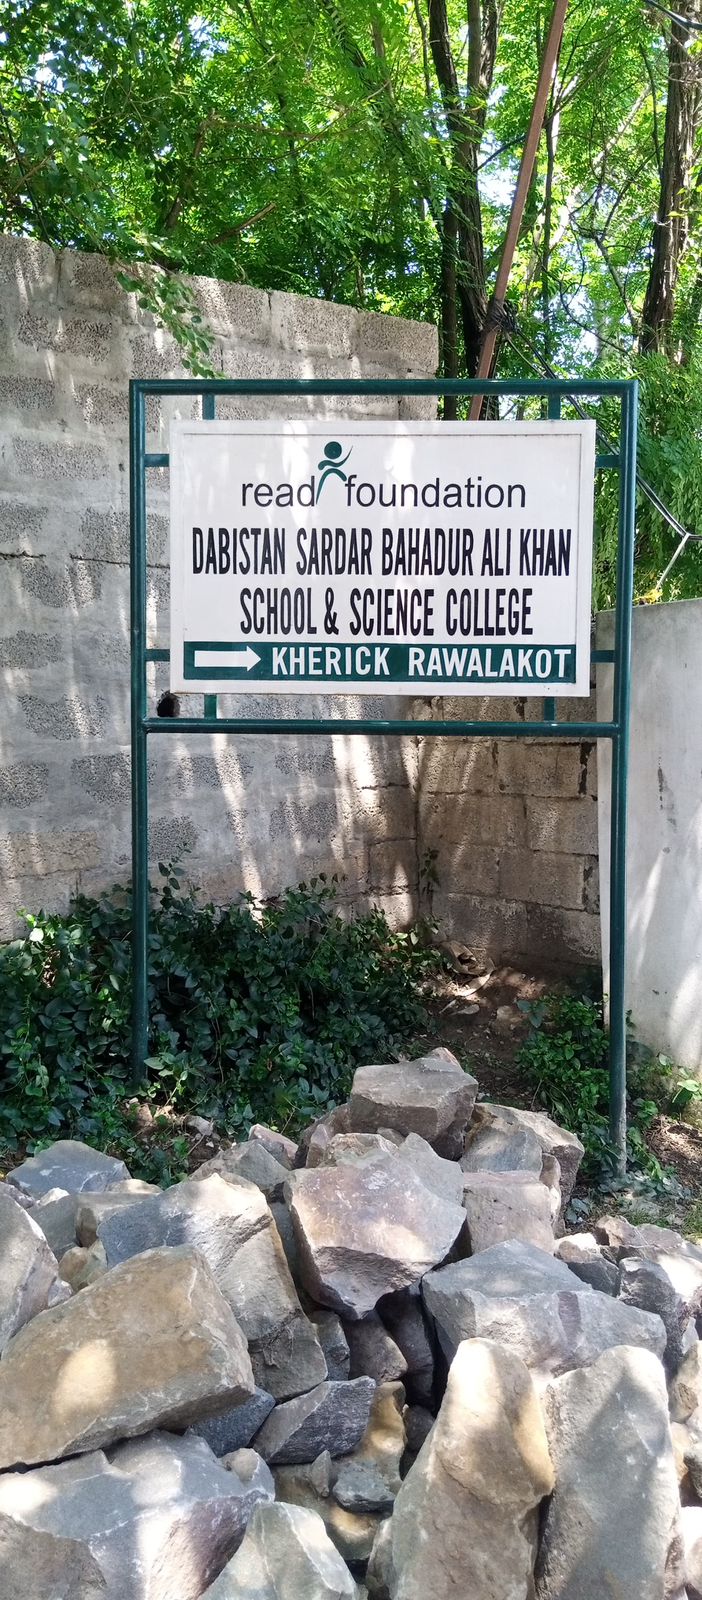 read foundation
DABISTAN SARDAR BAHADUR ALI KHAN
SCHOOL & SCIENCE COLLEGE
KHERICK RAWALAKOT